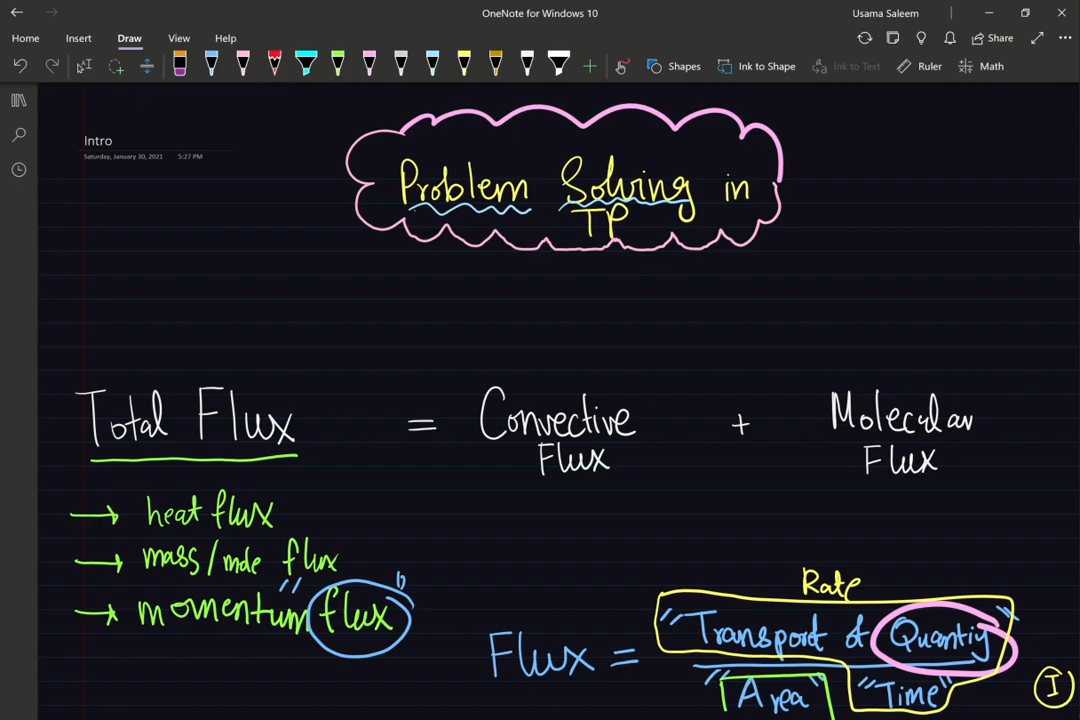 OneNote for Windows 10
Usama Saleem
Home Insert Draw View Help
Share
Shapes Ink to Shape Ink to Text Ruler Math
Intro
Saturday, January 30, 2021 5:27 PM
Problem Solving in
TP
Total Flux = Convective Flux + Molecular Flux
→ heat flux
→ mass/mole flux
→ momentum "flux"
Rate
Flux = "Transport of Quantiy"
"Area" "Time"
I